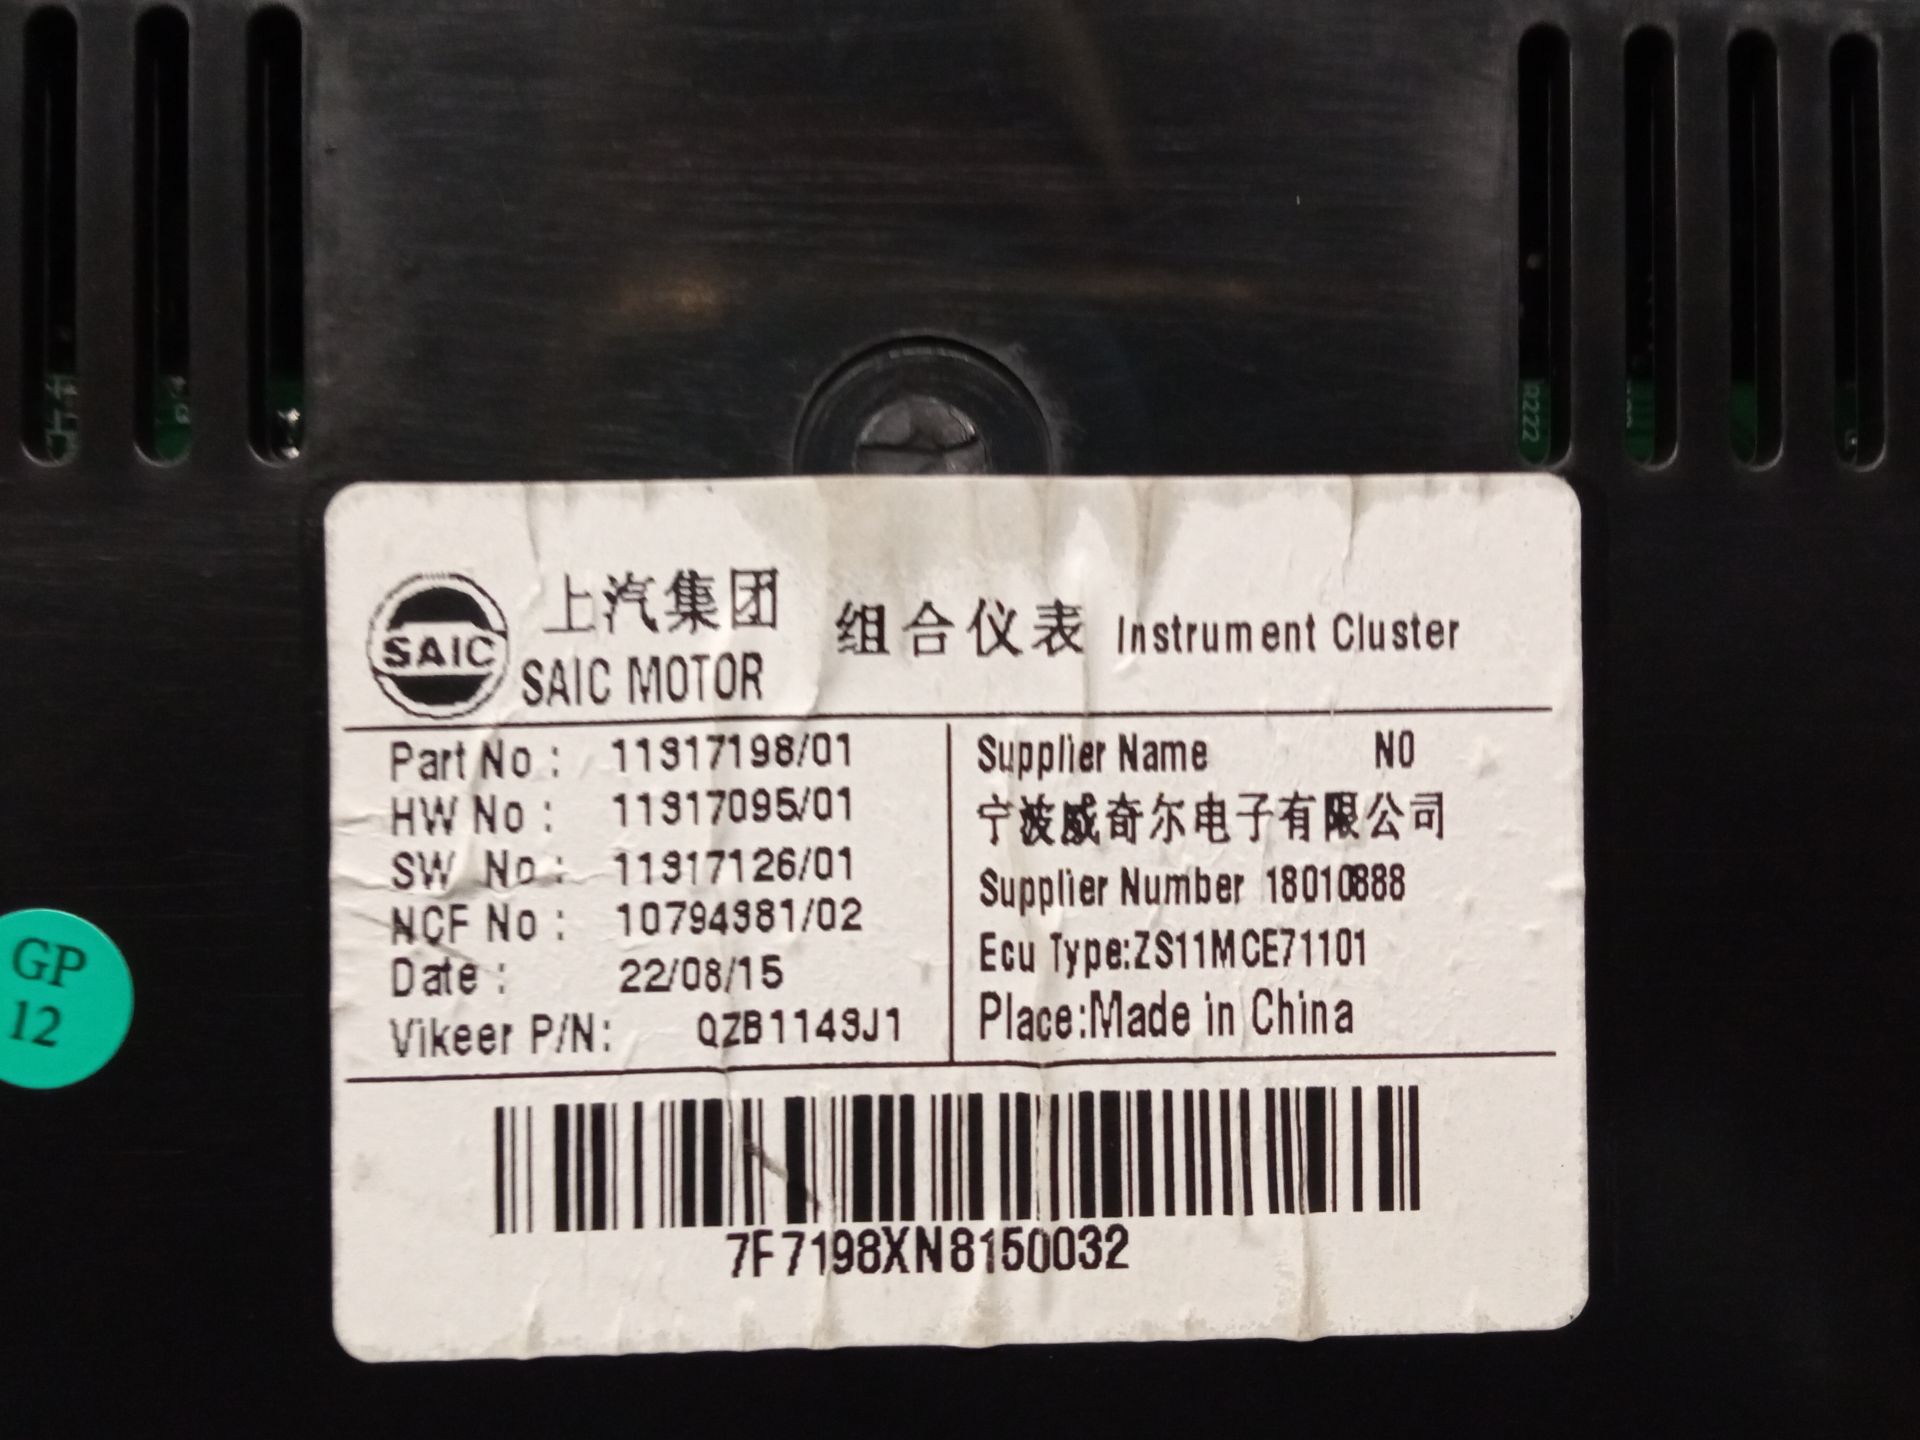 R222
SAIC
上汽集团
SAIC MOTOR
组合仪表 Instrument Cluster
Part No : 11317198/01
HW No : 11317095/01
SW No : 11317126/01
NCF No : 10794381/02
Date : 22/08/15
Vikeer P/N: QZB1143J1
Supplier Name N0
宁波威奇尔电子有限公司
Supplier Number 18010888
Ecu Type:ZS11MCE71101
Place:Made in China
7F7198XN8150032
GP
12